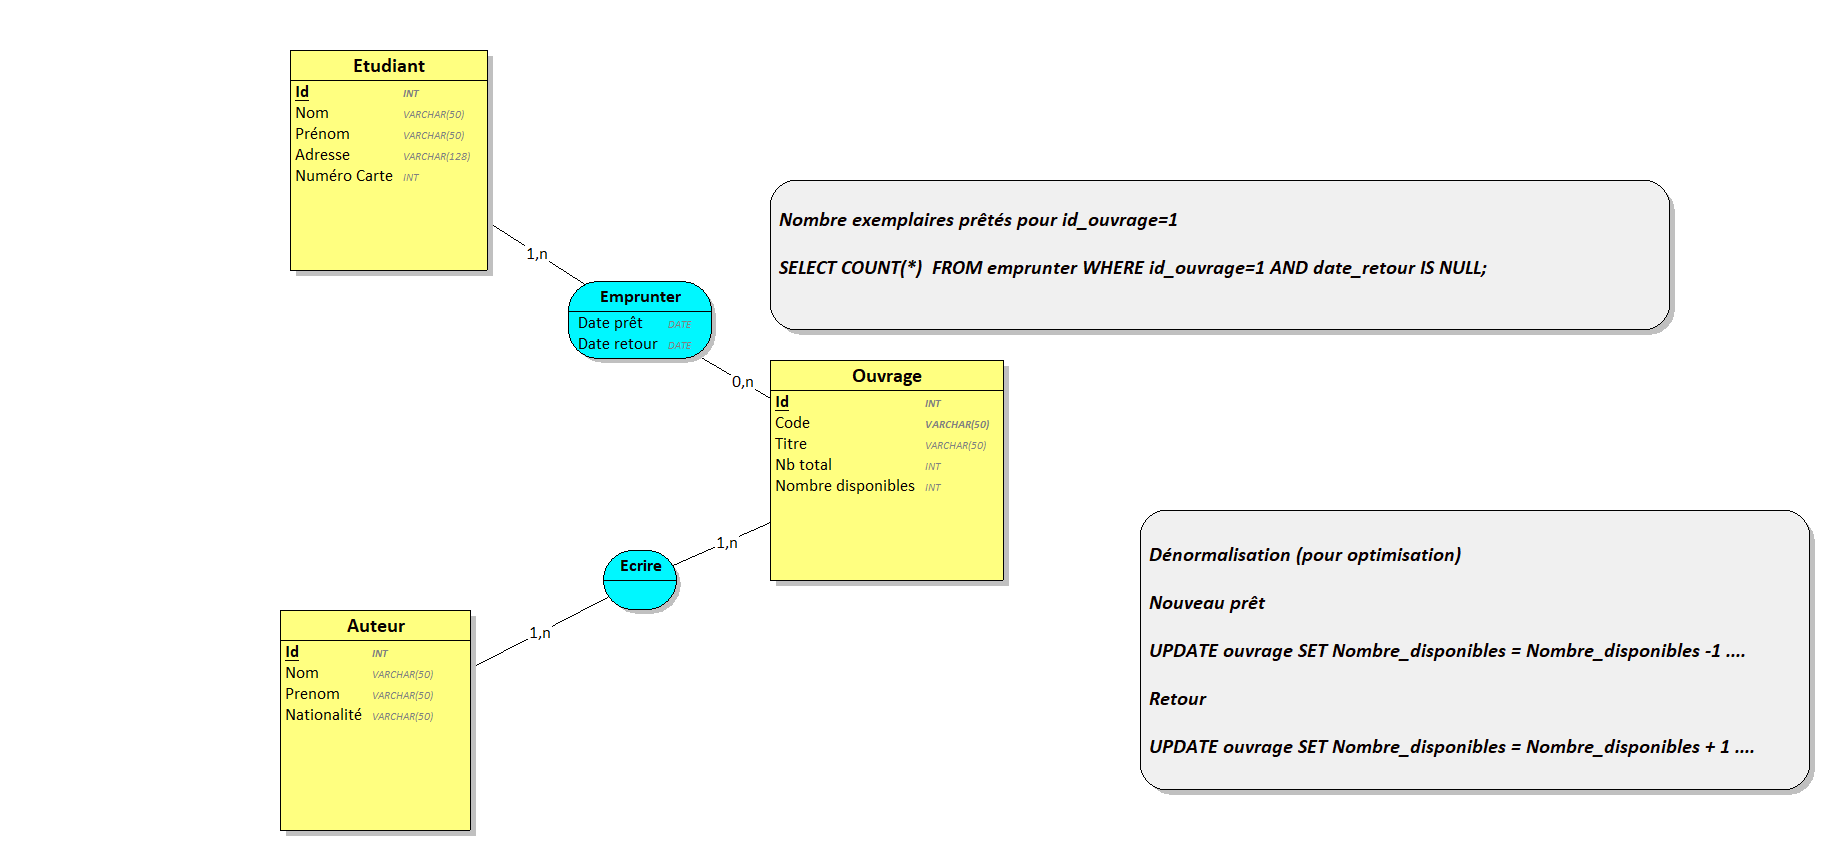 Etudiant
Id INT
Nom VARCHAR(50)
Prénom VARCHAR(50)
Adresse VARCHAR(128)
Numéro Carte INT
1,n
Emprunter
Date prêt DATE
Date retour DATE
0,n
Nombre exemplaires prêtés pour id_ouvrage=1
SELECT COUNT(*) FROM emprunter WHERE id_ouvrage=1 AND date_retour IS NULL;
Ouvrage
Id INT
Code VARCHAR(50)
Titre VARCHAR(50)
Nb total INT
Nombre disponibles INT
1,n
Ecrire
1,n
Auteur
Id INT
Nom VARCHAR(50)
Prenom VARCHAR(50)
Nationalité VARCHAR(50)
Dénormalisation (pour optimisation)
Nouveau prêt
UPDATE ouvrage SET Nombre_disponibles = Nombre_disponibles -1 ....
Retour
UPDATE ouvrage SET Nombre_disponibles = Nombre_disponibles + 1 ....